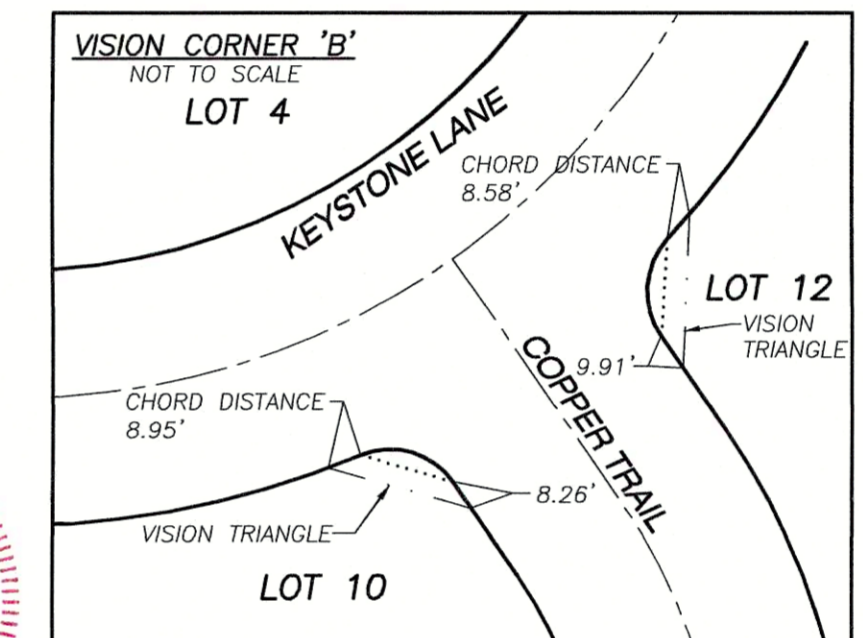 VISION CORNER 'B'
NOT TO SCALE
LOT 4
KEYSTONE LANE
CHORD DISTANCE
8.58'
LOT 12
VISION
TRIANGLE
9.91'
COPPER TRAIL
CHORD DISTANCE
8.95'
8.26'
VISION TRIANGLE
LOT 10